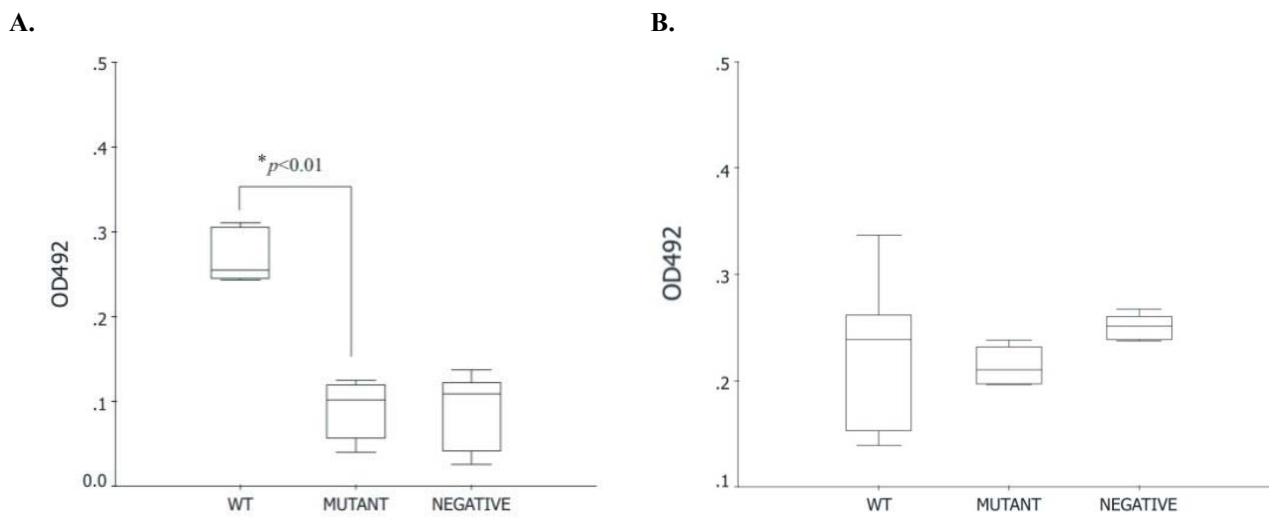 A.
.5
.4
.3
.2
.1
0.0
OD492
*p<0.01
WT MUTANT NEGATIVE
B.
.5
.4
.3
.2
.1
OD492
WT MUTANT NEGATIVE